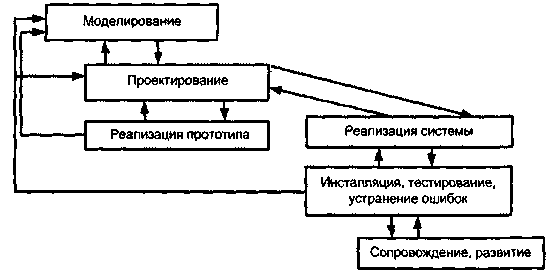 Моделирование
Проектирование
Реализация прототипа
Реализация системы
Инсталляция, тестирование,
устранение ошибок
Сопровождение, развитие